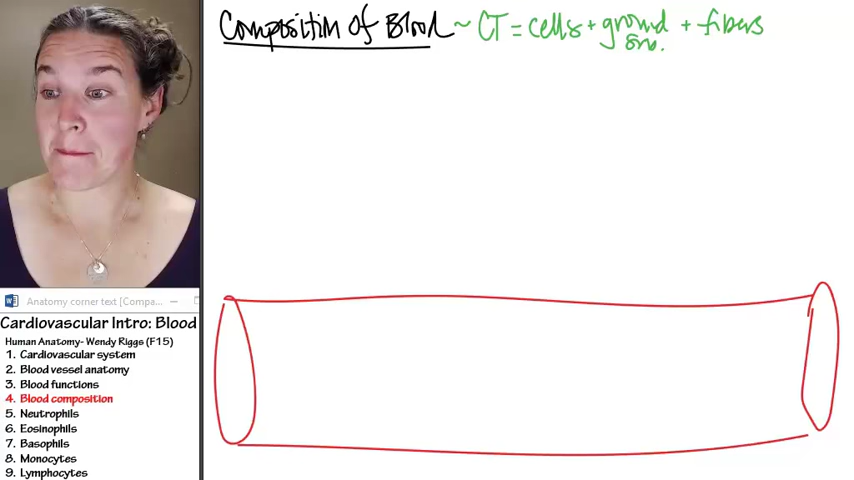 Composition of Blood ~ CT = cells + ground + fibers
sub.
Anatomy corner text [Compa...
Cardiovascular Intro: Blood
Human Anatomy- Wendy Riggs (F15)
1. Cardiovascular system
2. Blood vessel anatomy
3. Blood functions
4. Blood composition
5. Neutrophils
6. Eosinophils
7. Basophils
8. Monocytes
9. Lymphocytes